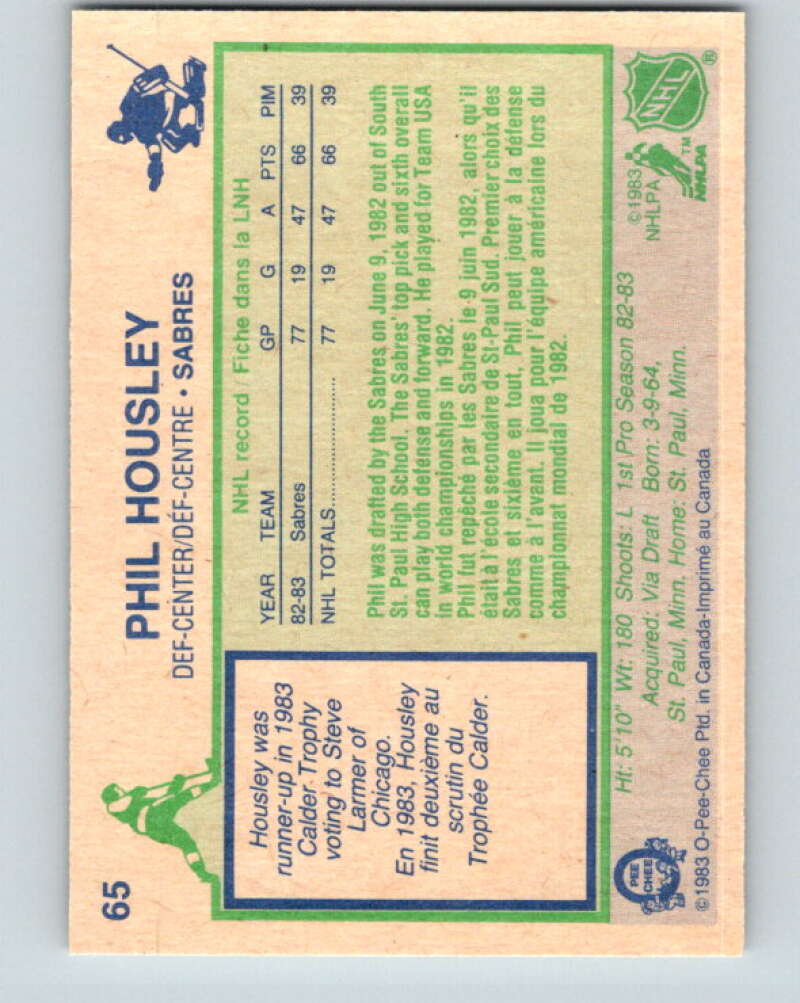 65
PHIL HOUSLEY
DEF-CENTER/DÉF-CENTRE • SABRES
Housley was
runner-up in 1983
Calder Trophy
voting to Steve
Larmer of
Chicago.
En 1983, Housley
finit deuxième au
scrutin du
Trophée Calder.
NHL record / Fiche dans la LNH
YEAR TEAM GP G A PTS PIM
82-83 Sabres 77 19 47 66 39
NHL TOTALS 77 19 47 66 39
Phil was drafted by the Sabres on June 9, 1982 out of South
St. Paul High School. The Sabres' top pick and sixth overall
can play both defense and forward. He played for Team USA
in world championships in 1982.
Phil fut repêché par les Sabres le 9 juin 1982, alors qu'il
était à l'école secondaire de St-Paul Sud. Premier choix des
Sabres et sixième en tout, Phil peut jouer à la défense
comme à l'avant. Il joua pour l'équipe américaine lors du
championnat mondial de 1982.
Ht: 5'10" Wt: 180 Shoots: L 1st Pro Season 82-83
Acquired: Via Draft Born: 3-9-64,
St. Paul, Minn. Home: St. Paul, Minn.
©1983
NHLPA
NHLPA™
NHL®
O
PEE
CHEE
©1983 O-Pee-Chee Ptd. in Canada-Imprimé au Canada